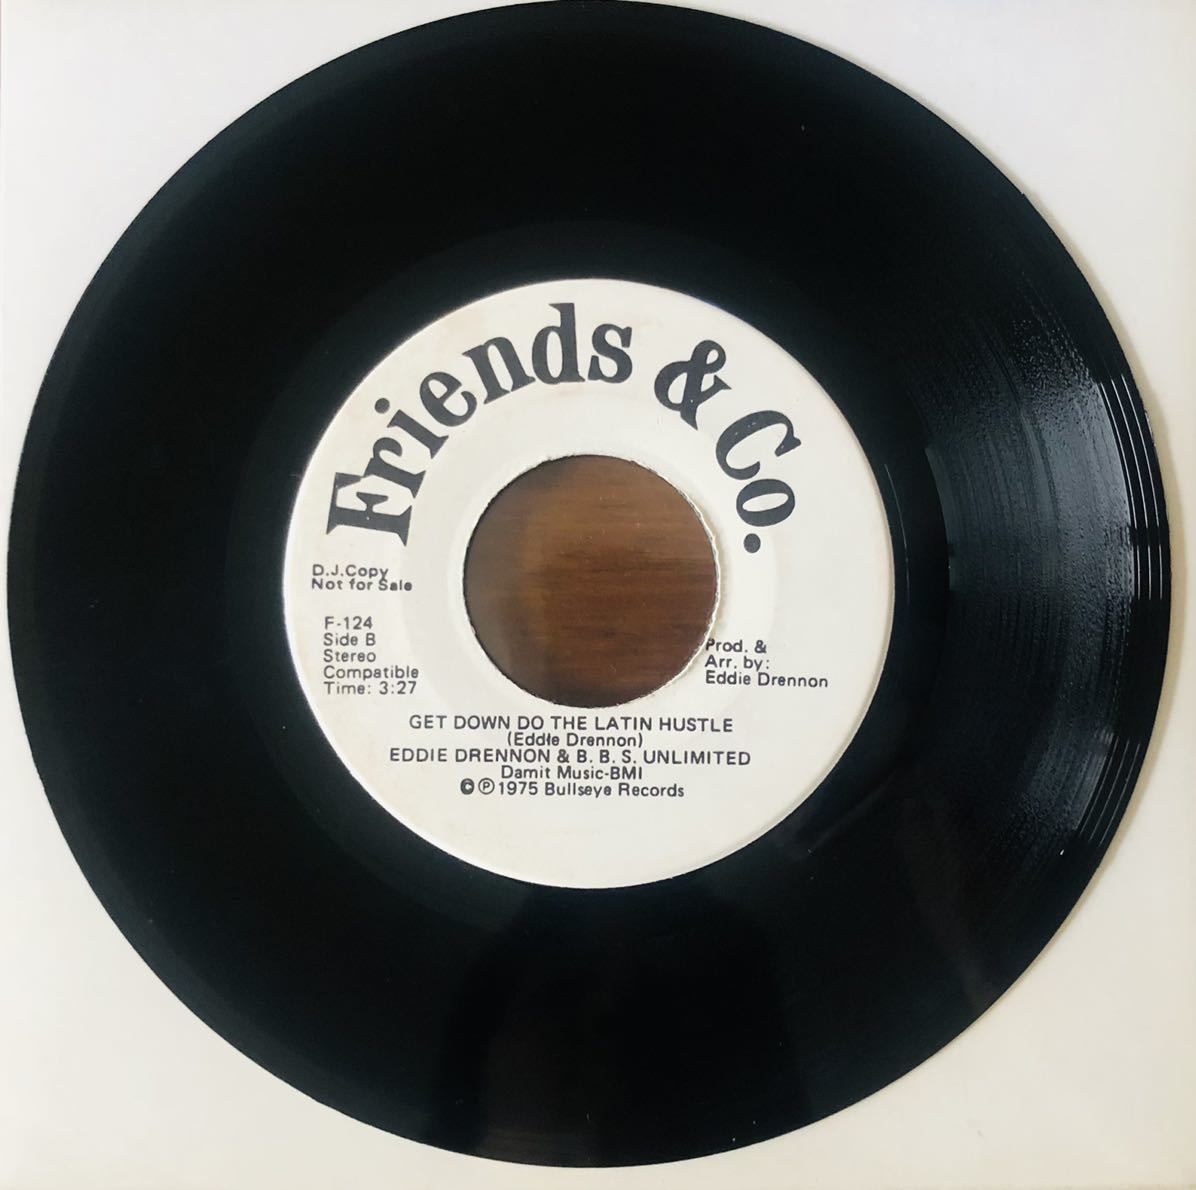 Friends & Co.
D.J.Copy
Not for Sale
F-124
Side B
Stereo
Compatible
Time: 3:27
Prod. &
Arr. by:
Eddie Drennon
GET DOWN DO THE LATIN HUSTLE
(Eddie Drennon)
EDDIE DRENNON & B. B. S. UNLIMITED
Damit Music-BMI
©℗1975 Bullseye Records